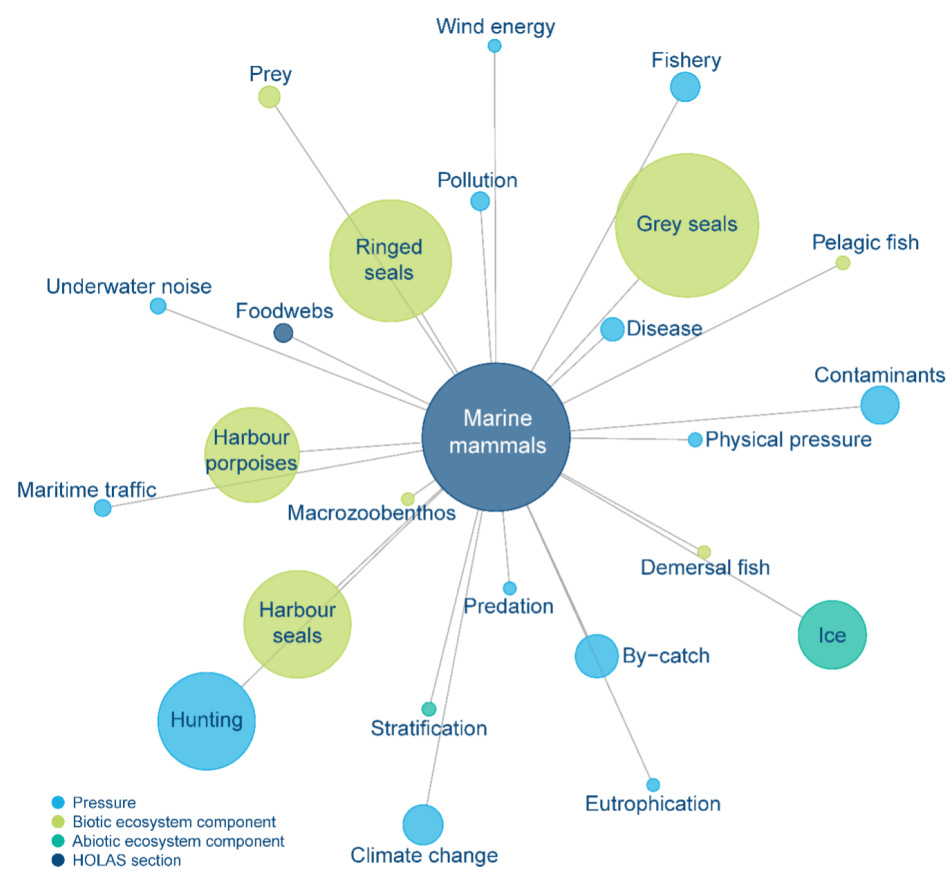 Wind energy
Fishery
Prey
Pollution
Grey seals
Pelagic fish
Ringed
seals
Underwater noise
Foodwebs
Disease
Contaminants
Marine
mammals
Physical pressure
Harbour
porpoises
Maritime traffic
Macrozoobenthos
Demersal fish
Predation
Harbour
seals
Ice
By−catch
Hunting
Stratification
Eutrophication
Climate change
Pressure
Biotic ecosystem component
Abiotic ecosystem component
HOLAS section